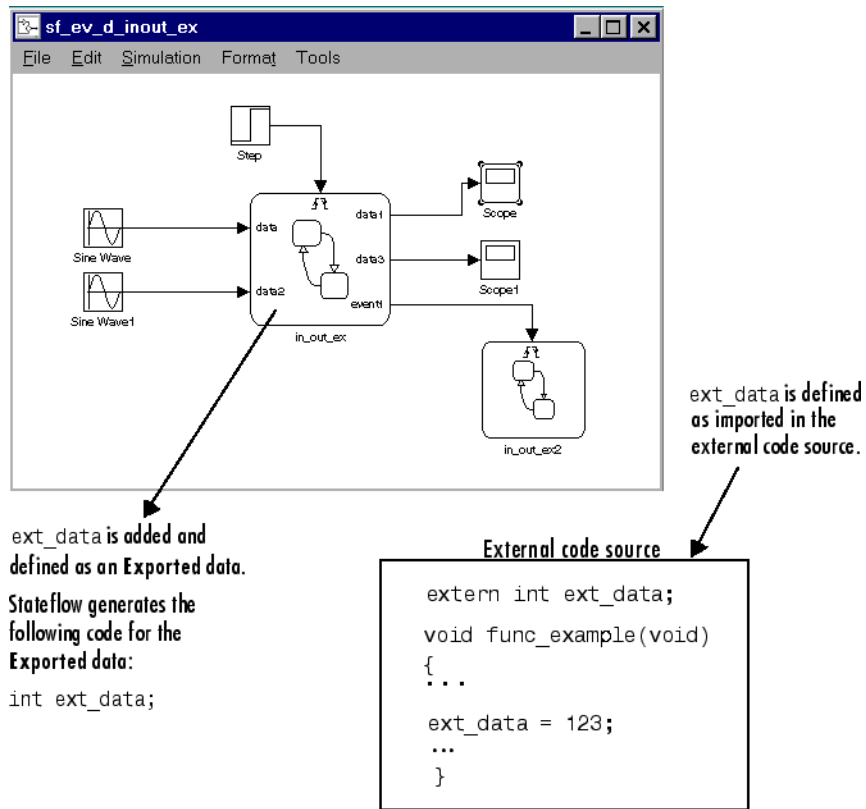 sf_ev_d_inout_ex
File Edit Simulation Format Tools
Step
data
data2
data1
data3
event1
in_out_ex
Sine Wave
Sine Wave1
Scope
Scope1
in_out_ex2
ext_data is defined
as imported in the
external code source.
ext_data is added and
defined as an Exported data.
Stateflow generates the
following code for the
Exported data:
int ext_data;
External code source
extern int ext_data;
void func_example(void)
{
...
ext_data = 123;
...
}